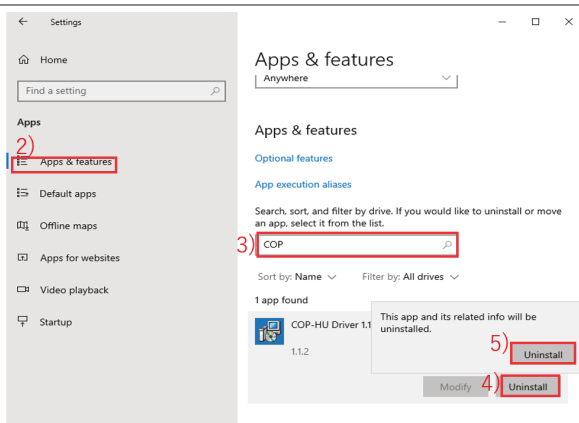 Settings
Home
Find a setting
Apps
2)
Apps & features
Default apps
Offline maps
Apps for websites
Video playback
Startup
Apps & features
Anywhere
Apps & features
Optional features
App execution aliases
Search, sort, and filter by drive. If you would like to uninstall or move
an app, select it from the list.
3) COP
Sort by: Name Filter by: All drives
1 app found
COP-HU Driver 1.1
1.1.2
This app and its related info will be
uninstalled.
5) Uninstall
Modify 4) Uninstall